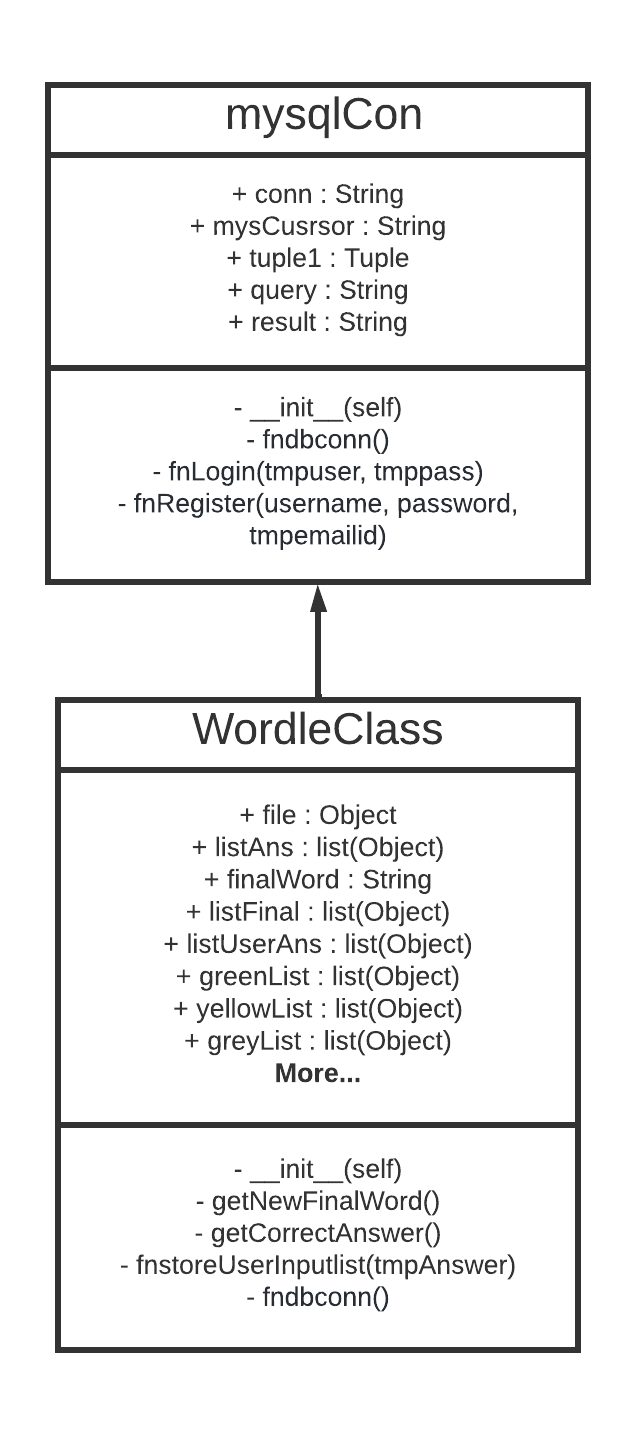 mysqlCon
+ conn : String
+ mysCusrsor : String
+ tuple1 : Tuple
+ query : String
+ result : String
- __init__(self)
- fndbconn()
- fnLogin(tmpuser, tmppass)
- fnRegister(username, password,
tmpemailid)
WordleClass
+ file : Object
+ listAns : list(Object)
+ finalWord : String
+ listFinal : list(Object)
+ listUserAns : list(Object)
+ greenList : list(Object)
+ yellowList : list(Object)
+ greyList : list(Object)
More...
- __init__(self)
- getNewFinalWord()
- getCorrectAnswer()
- fnstoreUserInputlist(tmpAnswer)
- fndbconn()